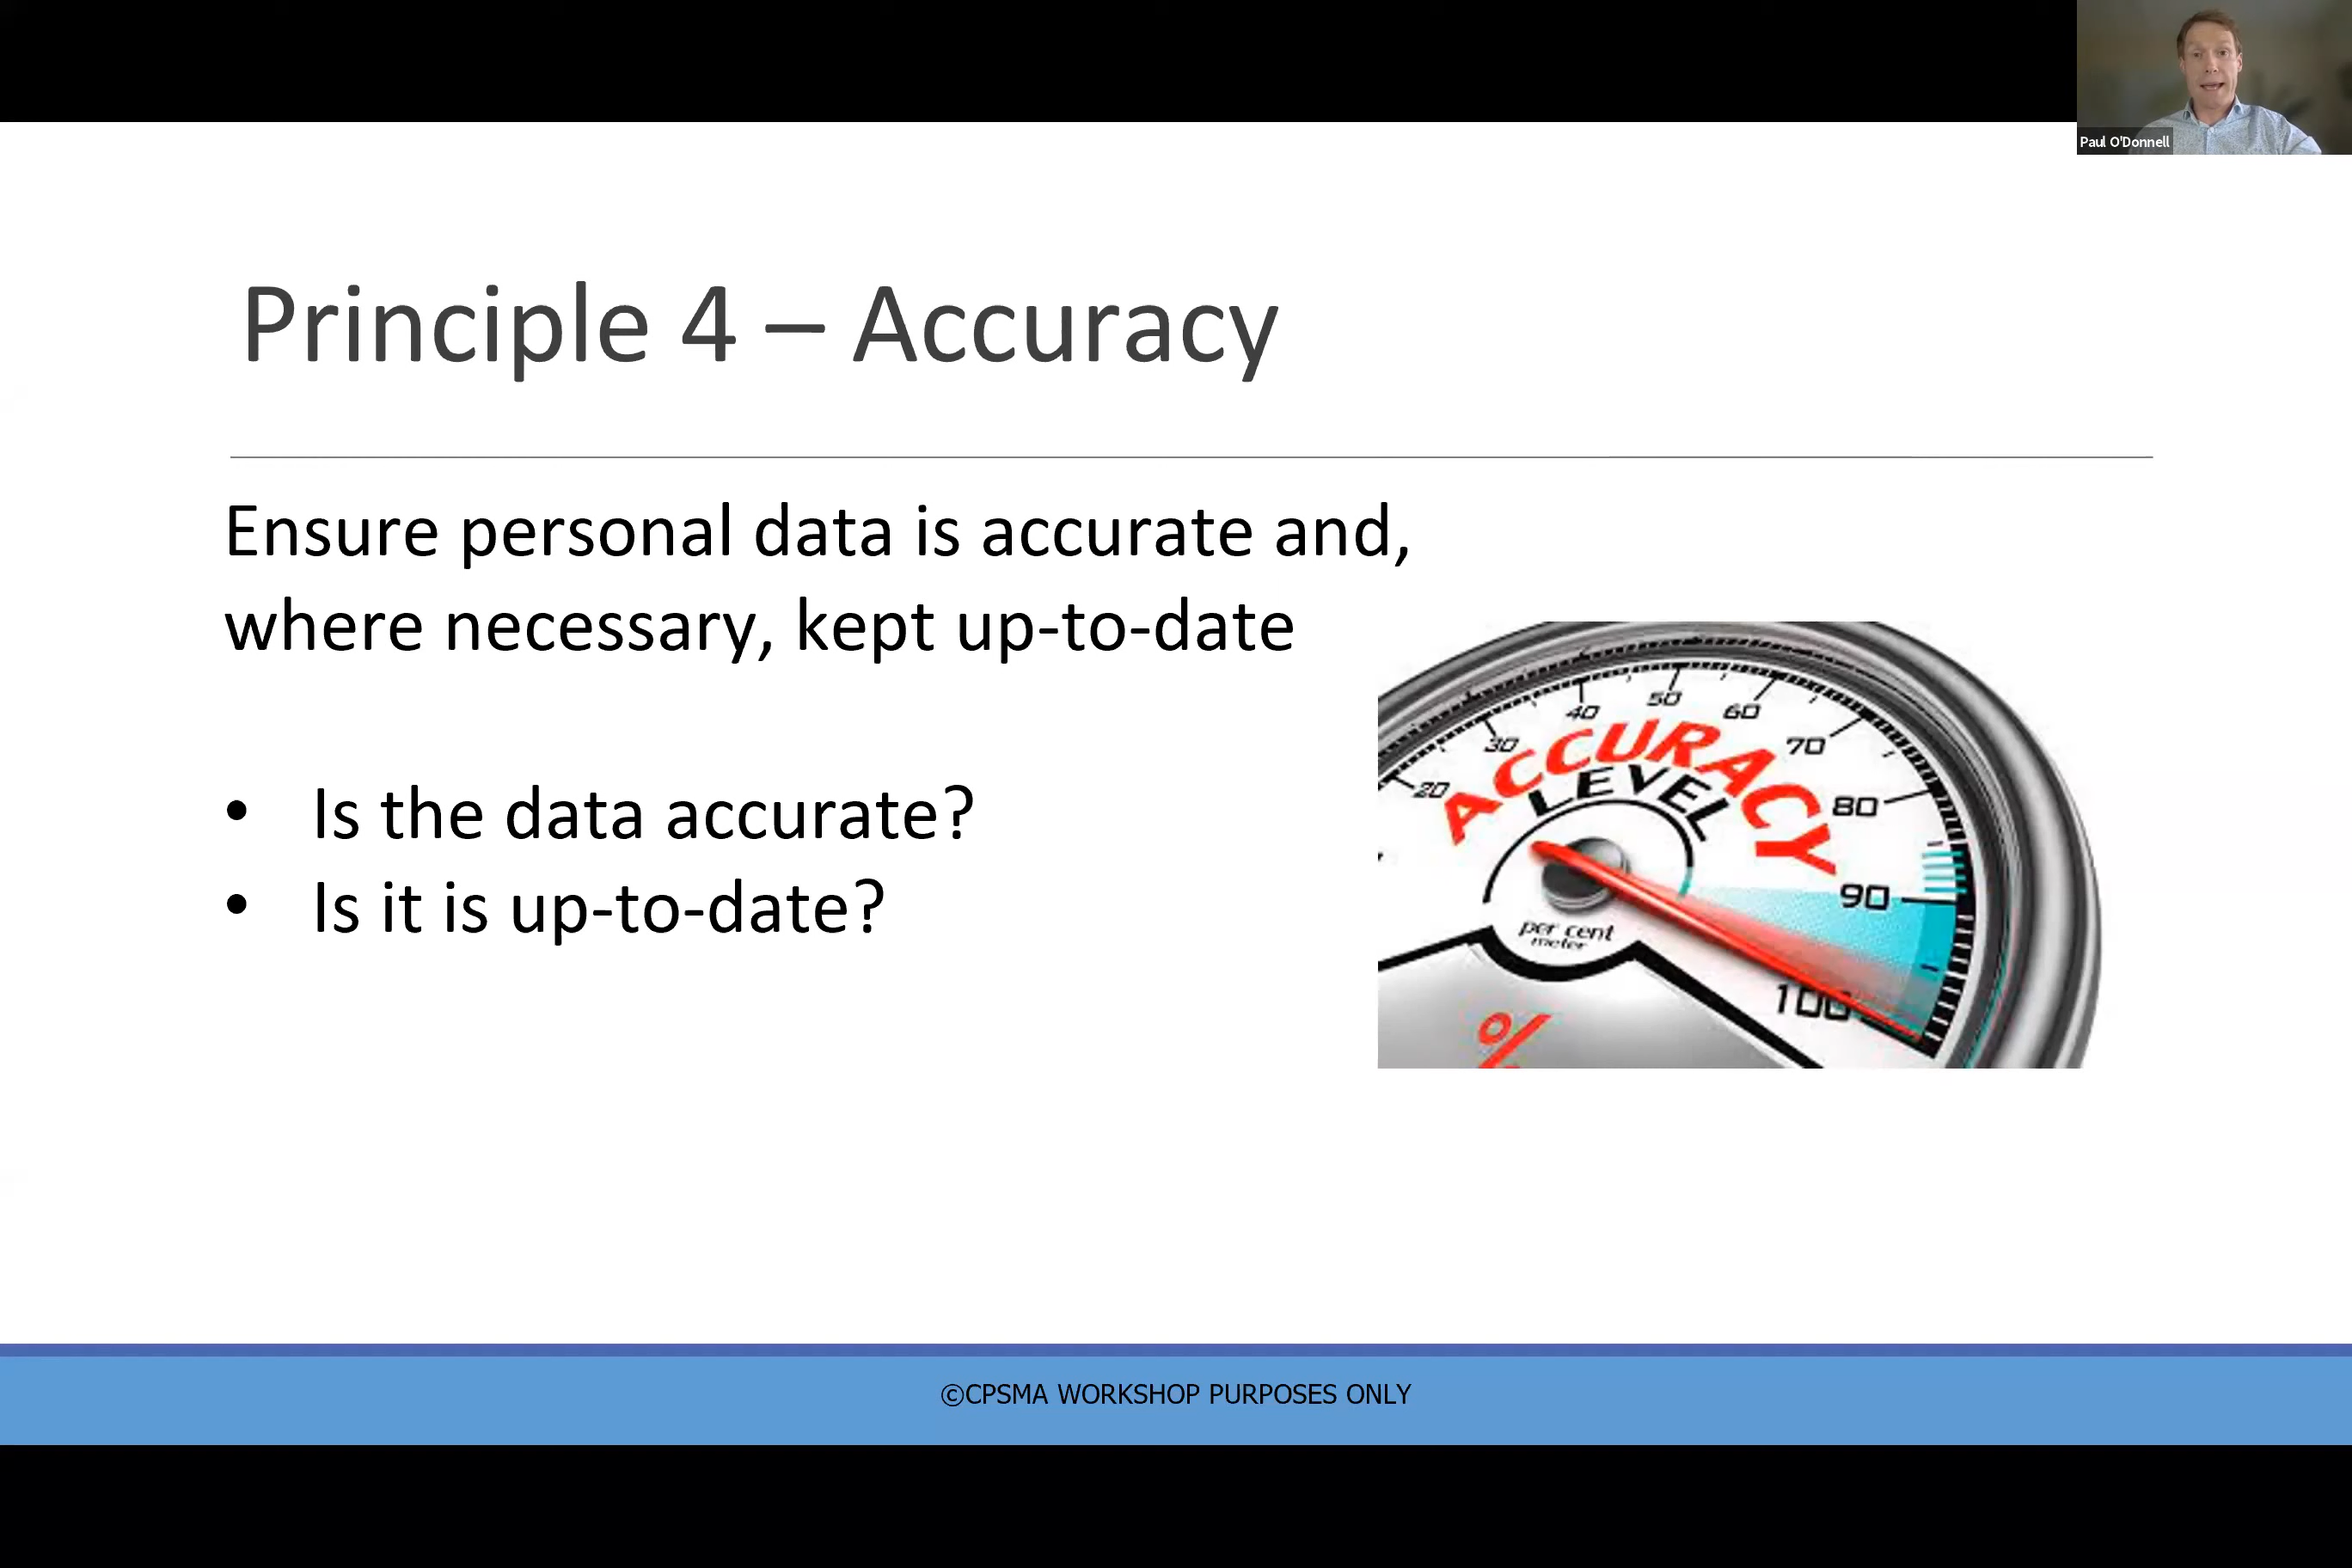 Paul O'Donnell
Principle 4 – Accuracy
Ensure personal data is accurate and,
where necessary, kept up-to-date
• Is the data accurate?
• Is it is up-to-date?
20
30
40
50
60
70
80
90
100
ACCURACY
LEVEL
per cent
meter
%
©CPSMA WORKSHOP PURPOSES ONLY